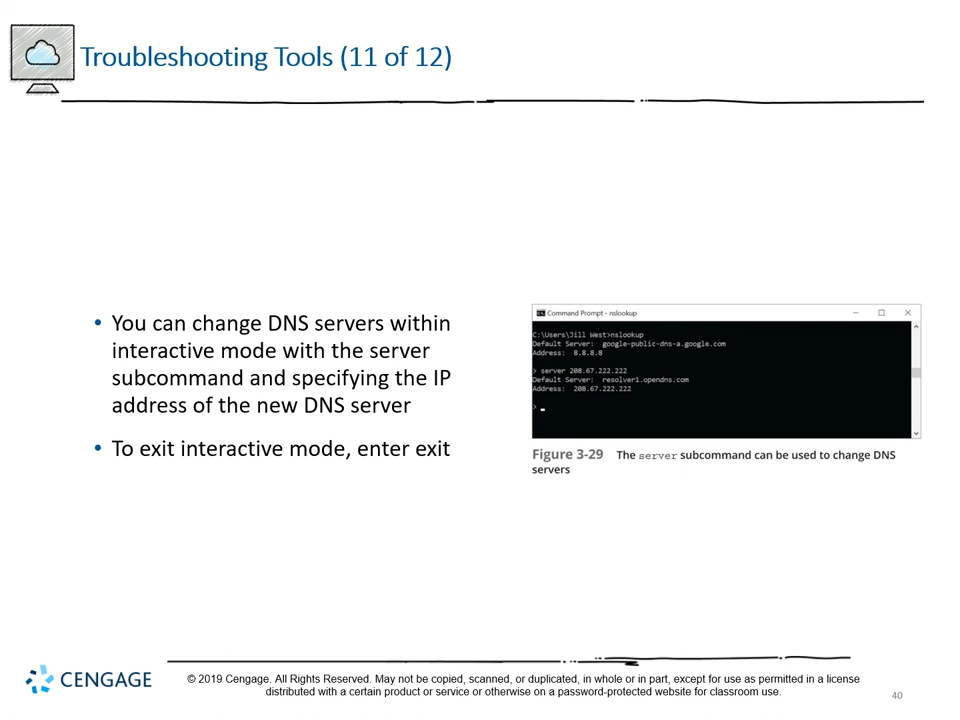 Troubleshooting Tools (11 of 12)
• You can change DNS servers within
interactive mode with the server
subcommand and specifying the IP
address of the new DNS server
• To exit interactive mode, enter exit
Command Prompt - nslookup
C:\Users\Jill West>nslookup
Default Server:  google-public-dns-a.google.com
Address:  8.8.8.8
> server 208.67.222.222
Default Server:  resolver1.opendns.com
Address:  208.67.222.222
> _
Figure 3-29 The server subcommand can be used to change DNS
servers
CENGAGE
© 2019 Cengage. All Rights Reserved. May not be copied, scanned, or duplicated, in whole or in part, except for use as permitted in a license
distributed with a certain product or service or otherwise on a password-protected website for classroom use.
40